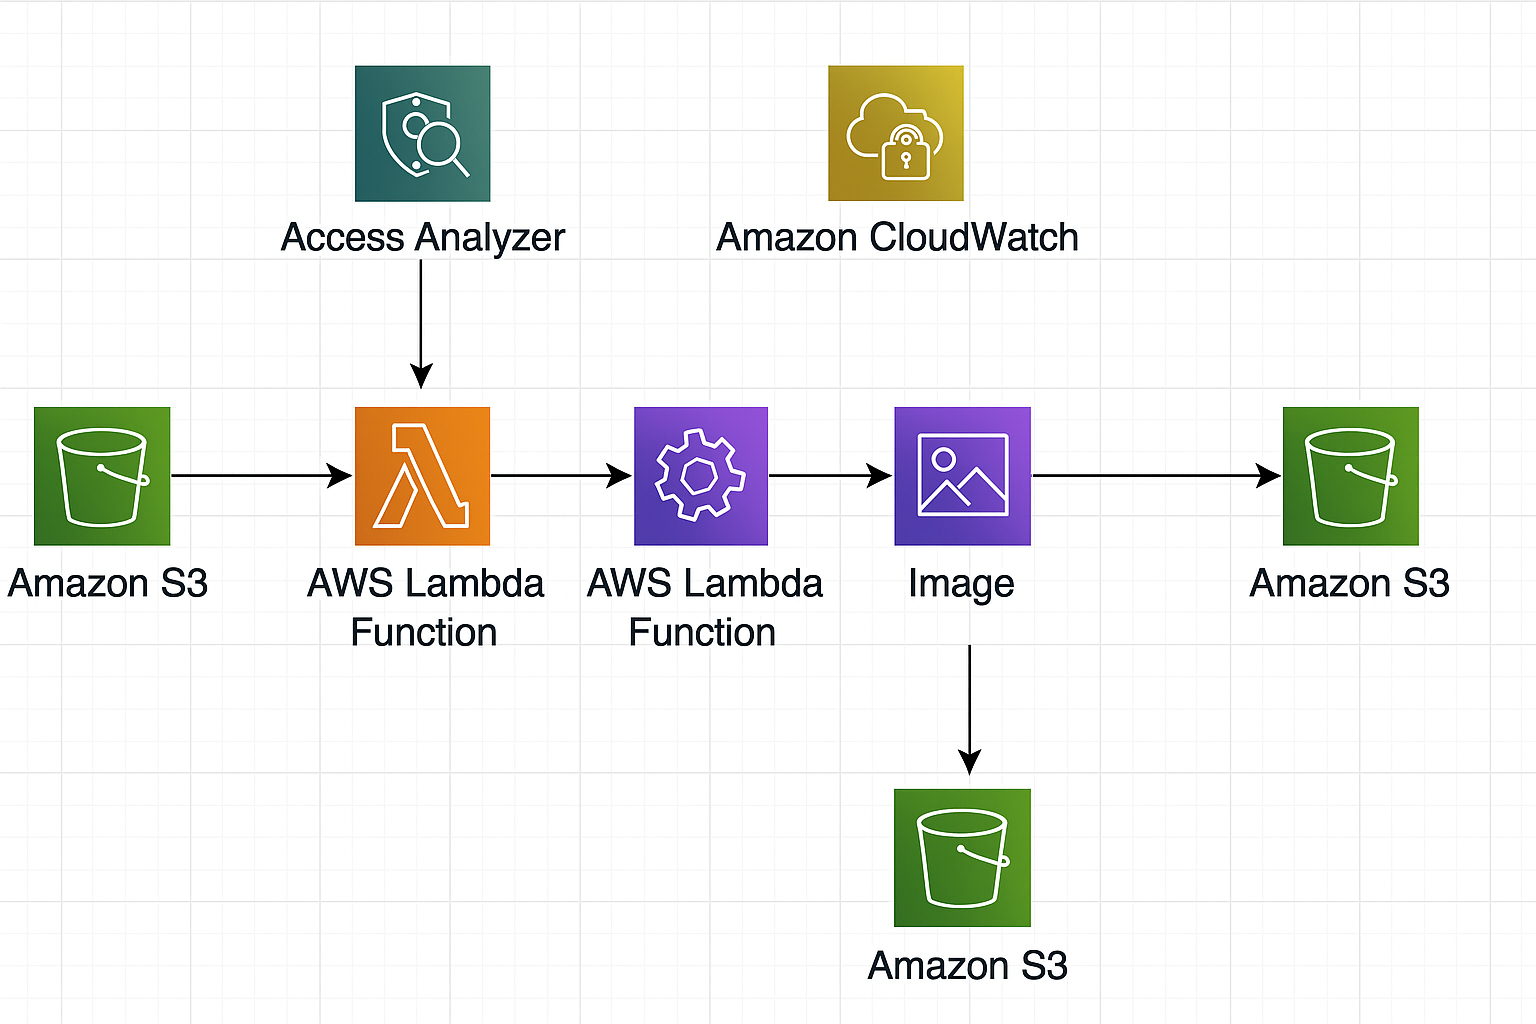 Access Analyzer
Amazon CloudWatch
Amazon S3
AWS Lambda
Function
AWS Lambda
Function
Image
Amazon S3
Amazon S3